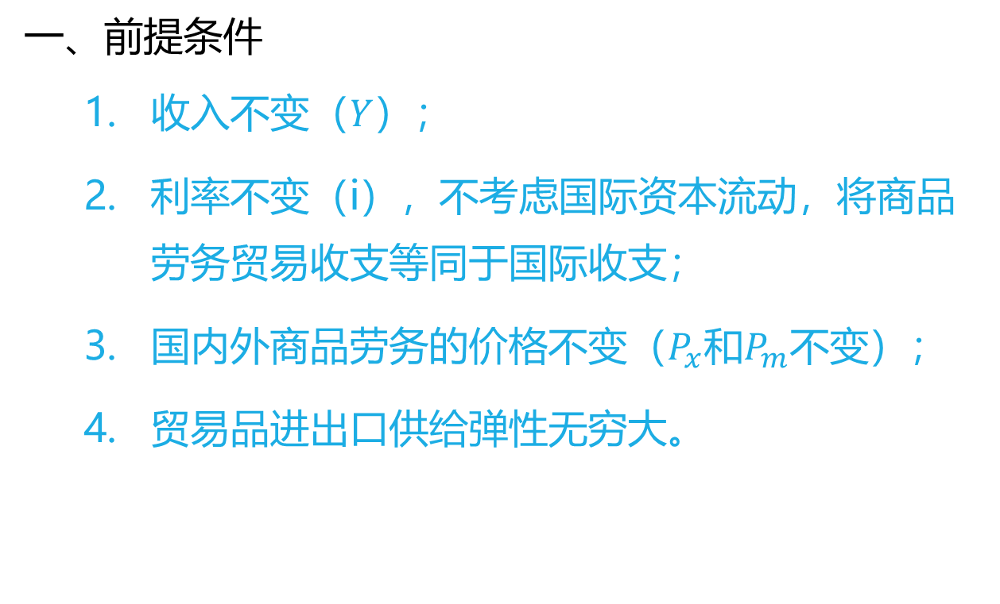 一、前提条件
1. 收入不变（Y）；
2. 利率不变（i），不考虑国际资本流动，将商品
劳务贸易收支等同于国际收支；
3. 国内外商品劳务的价格不变（Pₓ和Pₘ不变）；
4. 贸易品进出口供给弹性无穷大。